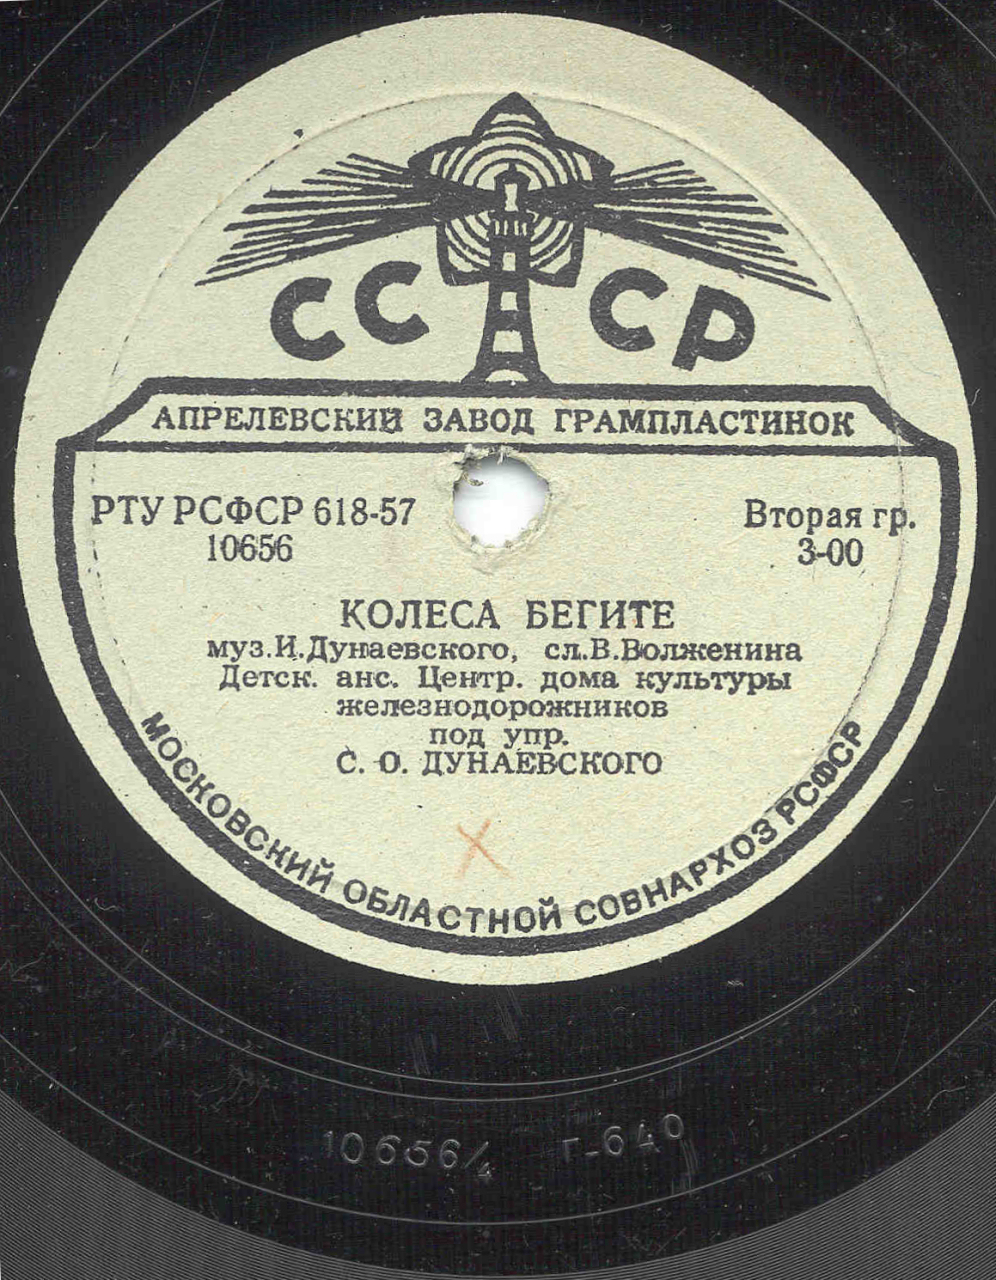 СССР
АПРЕЛЕВСКИЙ ЗАВОД ГРАМПЛАСТИНОК
РТУ РСФСР 618-57
10656
Вторая гр.
3-00
КОЛЕСА БЕГИТЕ
муз.И.Дунаевского, сл.В.Волженина
Детск. анс. Центр. дома культуры
железнодорожников
под упр.
С. О. ДУНАЕВСКОГО
МОСКОВСКИЙ ОБЛАСТНОЙ СОВНАРХОЗ РСФСР
10656/ Г-640